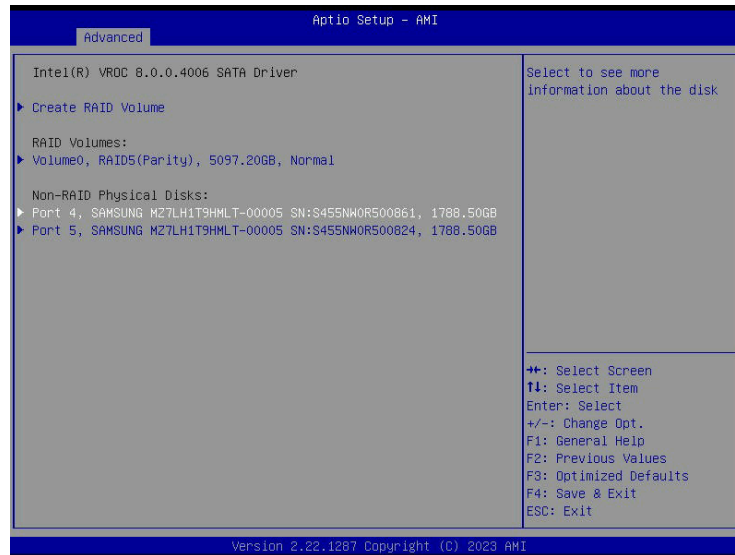 Aptio Setup - AMI
Advanced
Intel(R) VROC 8.0.0.4006 SATA Driver
Create RAID Volume
RAID Volumes:
Volume0, RAID5(Parity), 5097.20GB, Normal
Non-RAID Physical Disks:
Port 4, SAMSUNG MZ7LH1T9HMLT-00005 SN:S455NW0R500861, 1788.50GB
Port 5, SAMSUNG MZ7LH1T9HMLT-00005 SN:S455NW0R500824, 1788.50GB
Select to see more
information about the disk
→←: Select Screen
↑↓: Select Item
Enter: Select
+/-: Change Opt.
F1: General Help
F2: Previous Values
F3: Optimized Defaults
F4: Save & Exit
ESC: Exit
Version 2.22.1287 Copyright (C) 2023 AMI